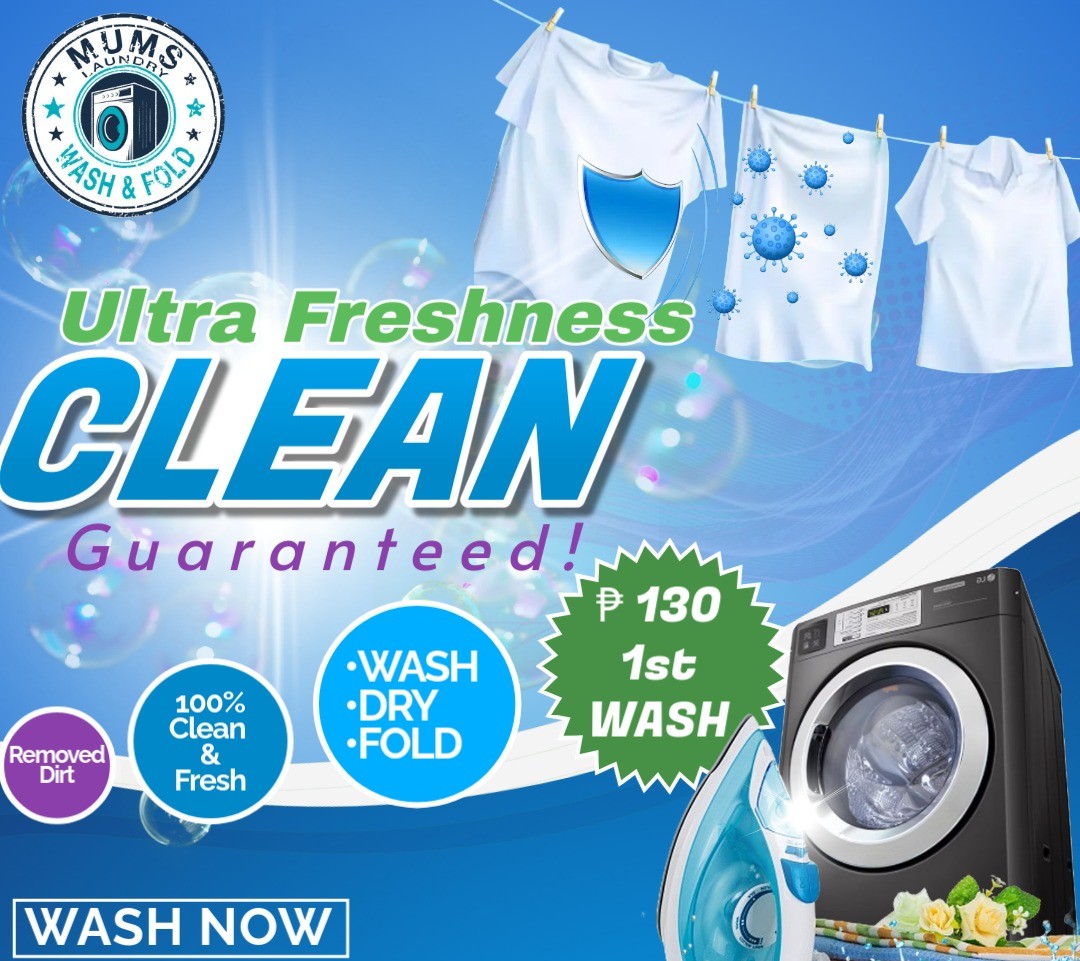 MUMS
LAUNDRY
WASH & FOLD
Ultra Freshness
CLEAN
Guaranteed!
₱ 130
1st
WASH
•WASH
•DRY
•FOLD
100%
Clean
&
Fresh
Removed
Dirt
LG
WASH NOW